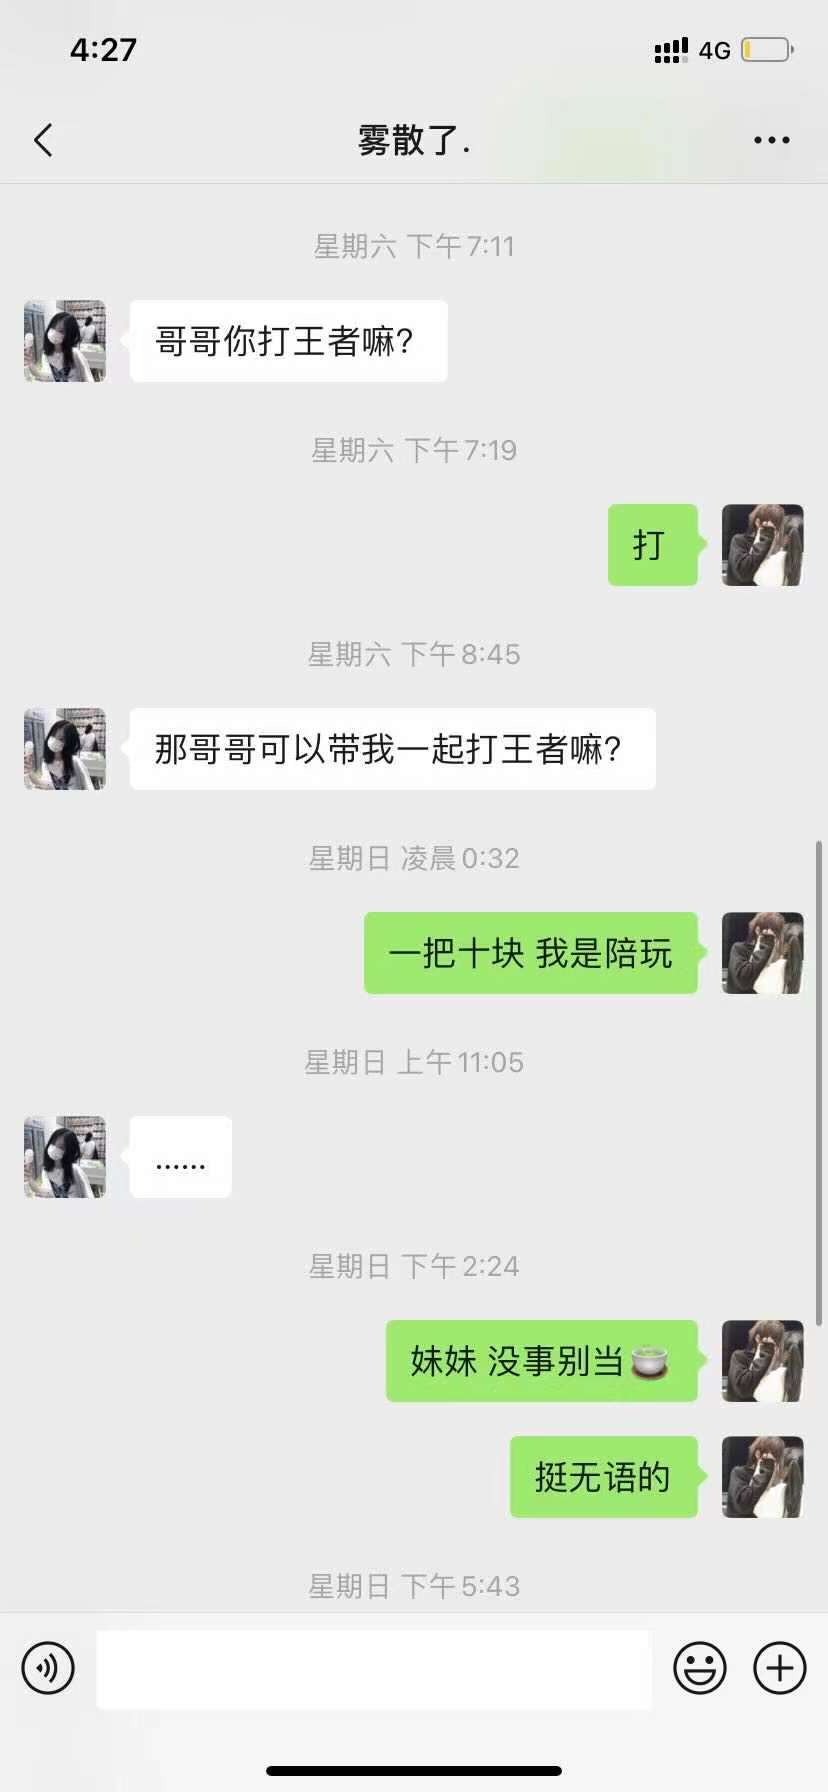 4:27
4G
雾散了.
星期六 下午7:11
哥哥你打王者嘛?
星期六 下午7:19
打
星期六 下午8:45
那哥哥可以带我一起打王者嘛?
星期日 凌晨0:32
一把十块 我是陪玩
星期日 上午11:05
......
星期日 下午2:24
妹妹 没事别当🍵
挺无语的
星期日 下午5:43